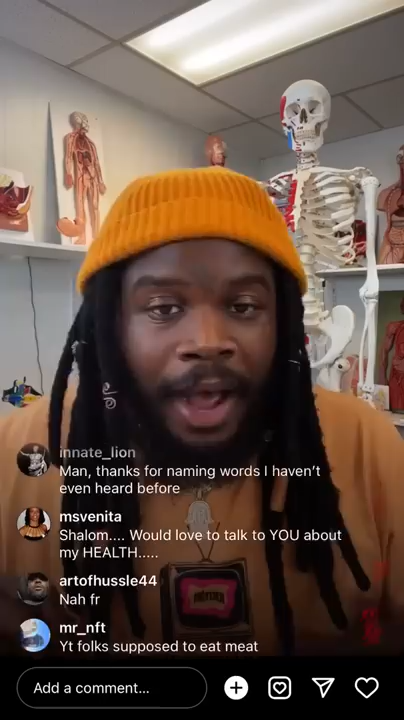 innate_lion
Man, thanks for naming words I haven't
even heard before
msvenita
Shalom.... Would love to talk to YOU about
my HEALTH.....
artofhussle44
Nah fr
mr_nft
Yt folks supposed to eat meat
Add a comment...